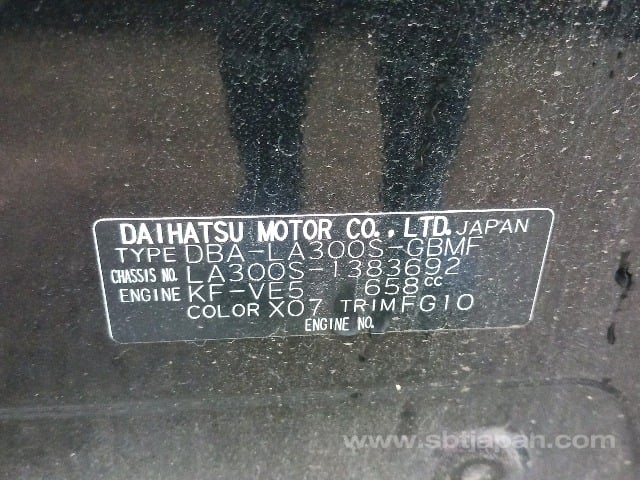 DAIHATSU MOTOR CO., LTD. JAPAN
TYPE DBA-LA300S-GBMF
CHASSIS NO. LA300S-1383692
ENGINE KF-VE5 658cc
COLOR X07 TRIM FG10
ENGINE NO.
www.sbtjapan.com